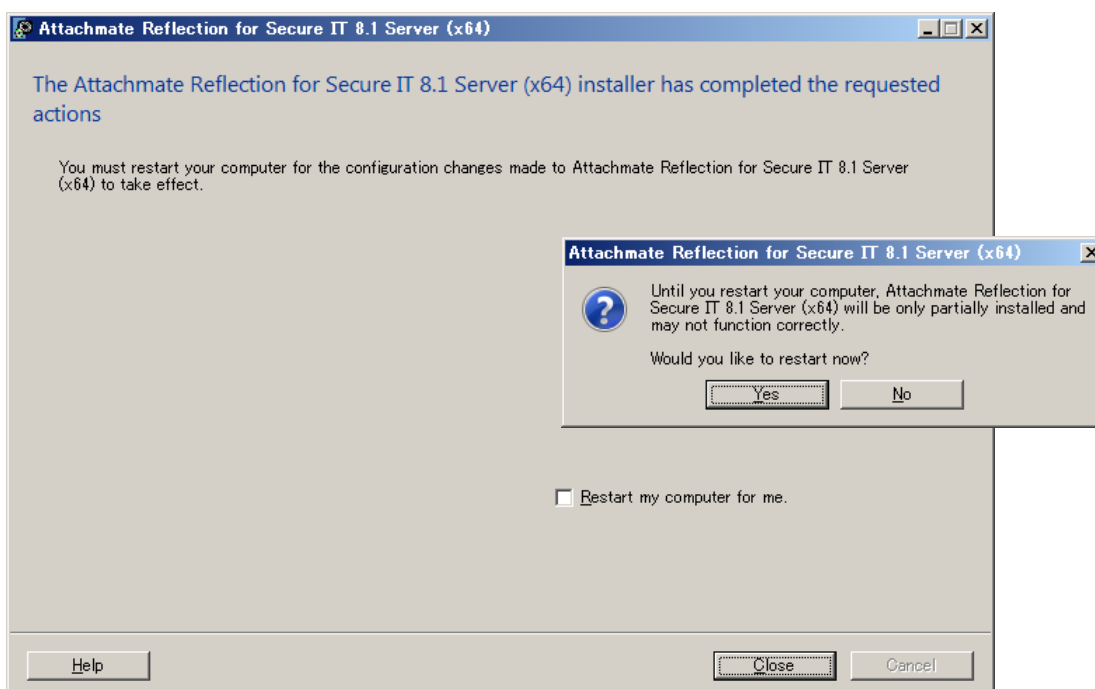 Attachmate Reflection for Secure IT 8.1 Server (x64)
The Attachmate Reflection for Secure IT 8.1 Server (x64) installer has completed the requested
actions
You must restart your computer for the configuration changes made to Attachmate Reflection for Secure IT 8.1 Server
(x64) to take effect.
Attachmate Reflection for Secure IT 8.1 Server (x64)
Until you restart your computer, Attachmate Reflection for
Secure IT 8.1 Server (x64) will be only partially installed and
may not function correctly.
Would you like to restart now?
Yes No
Restart my computer for me.
Help Close Cancel